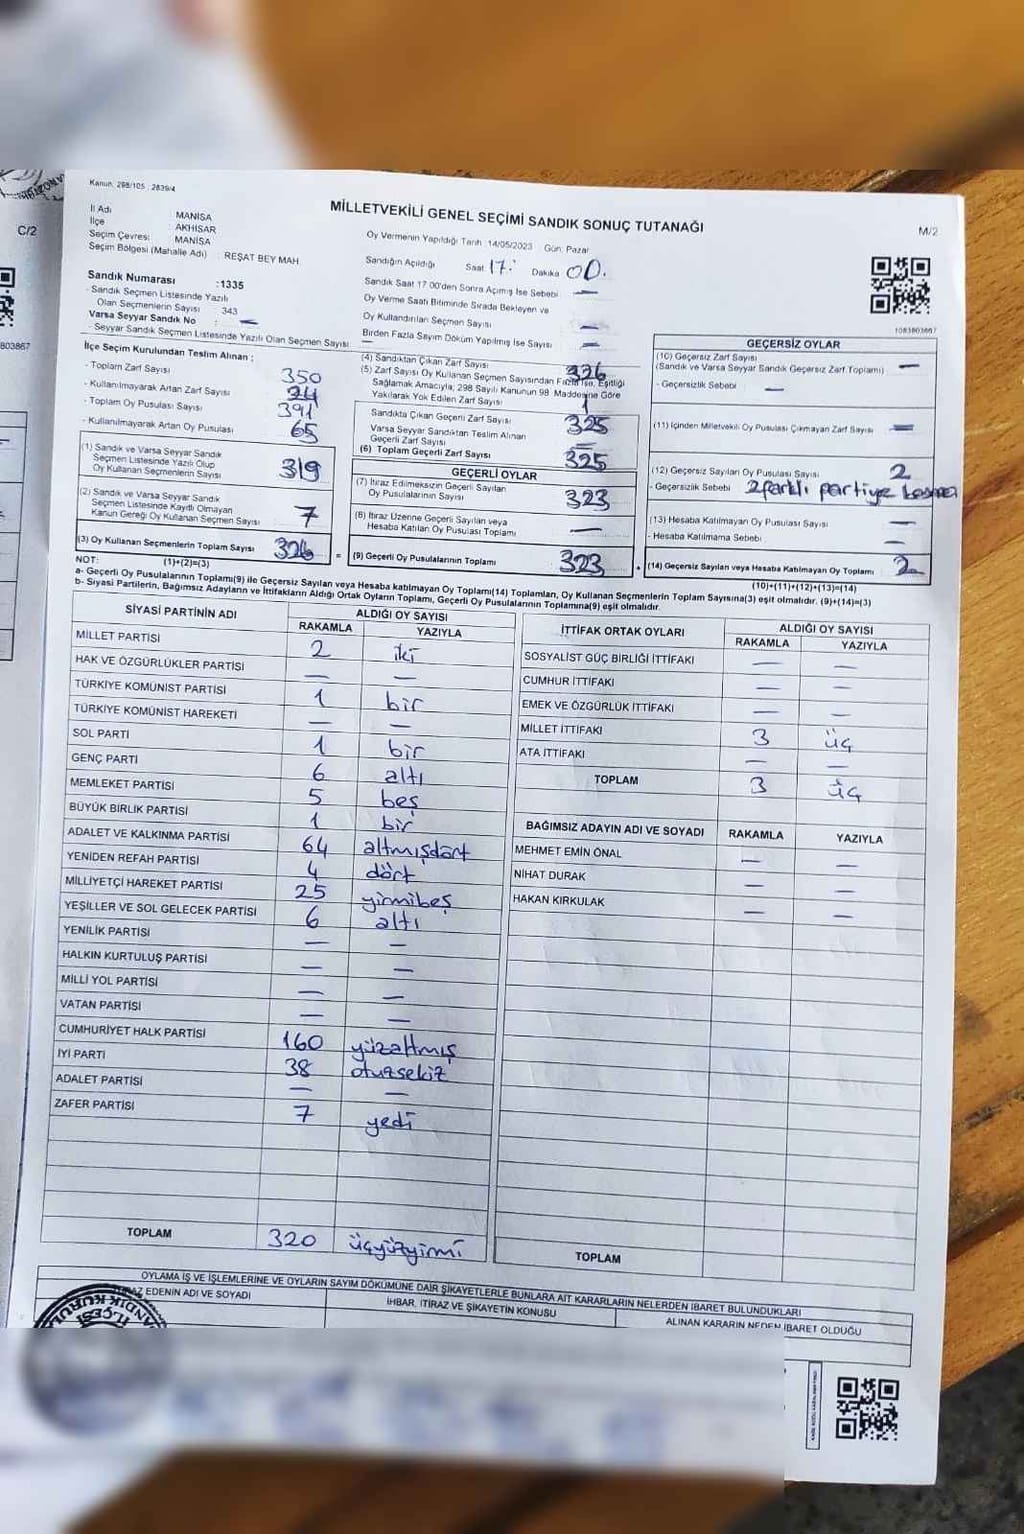 Kanun: 298/105 , 2839/4
MİLLETVEKİLİ GENEL SEÇİMİ SANDIK SONUÇ TUTANAĞI
C/2
M/2
İl Adı : MANİSA
İlçe : AKHİSAR
Seçim Çevresi : MANİSA
Seçim Bölgesi (Mahalle Adı) : REŞAT BEY MAH.
Oy Vermenin Yapıldığı Tarih :14/05/2023 Gün: Pazar
Sandığın Açıldığı Saat 17: Dakika 00.
Sandık Saat 17.00'den Sonra Açımış İse Sebebi : —
Oy Verme Saati Bitiminde Sırada Bekleyen ve
Oy Kullandırılan Seçmen Sayısı : —
Birden Fazla Sayım Döküm Yapılmış İse Sayısı : —
Sandık Numarası :1335
- Sandık Seçmen Listesinde Yazılı
Olan Seçmenlerin Sayısı : 343
Varsa Seyyar Sandık No : —
- Seyyar Sandık Seçmen Listesinde Yazılı Olan Seçmen Sayısı: —
1083803867
803867
İlçe Seçim Kurulundan Teslim Alınan :
- Toplam Zarf Sayısı : 350
- Kullanılmayarak Artan Zarf Sayısı : 24
- Toplam Oy Pusulası Sayısı : 391
- Kullanılmayarak Artan Oy Pusulası : 65
(1) Sandık ve Varsa Seyyar Sandık
Seçmen Listesinde Yazılı Olup
Oy Kullanan Seçmenlerin Sayısı : 319
(2) Sandık ve Varsa Seyyar Sandık
Seçmen Listesinde Kayıtlı Olmayan
Kanun Gereği Oy Kullanan Seçmen Sayısı : 7
(3) Oy Kullanan Seçmenlerin Toplam Sayısı : 326
(1)+(2)=(3)
(4) Sandıktan Çıkan Zarf Sayısı : 326
(5) Zarf Sayısı Oy Kullanan Seçmen Sayısından Fazla İse, Eşitliği
Sağlamak Amacıyla; 298 Sayılı Kanunun 98. Maddesine Göre
Yakılarak Yok Edilen Zarf Sayısı : 1
Sandıkta Çıkan Geçerli Zarf Sayısı : 325
Varsa Seyyar Sandıktan Teslim Alınan
Geçerli Zarf Sayısı : —
(6) Toplam Geçerli Zarf Sayısı : 325
GEÇERLİ OYLAR
(7) İtiraz Edilmeksizin Geçerli Sayılan
Oy Pusulalarının Sayısı : 323
(8) İtiraz Üzerine Geçerli Sayılan veya
Hesaba Katılan Oy Pusulaları Toplamı : —
= (9) Geçerli Oy Pusulalarının Toplamı : 323 +
GEÇERSİZ OYLAR
(10) Geçersiz Zarf Sayısı
(Sandık ve Varsa Seyyar Sandık Geçersiz Zarf Toplamı) : —
- Geçersizlik Sebebi : —
(11) İçinden Milletvekili Oy Pusulası Çıkmayan Zarf Sayısı : —
(12) Geçersiz Sayılan Oy Pusulası Sayısı : 2
- Geçersizlik Sebebi : 2 farklı partiye
(13) Hesaba Katılmayan Oy Pusulası Sayısı : —
- Hesaba Katılmama Sebebi : —
(14) Geçersiz Sayılan veya Hesaba Katılmayan Oy Toplamı : 2
(10)+(11)+(12)+(13)=(14)
NOT:
a- Geçerli Oy Pusulalarının Toplamı(9) ile Geçersiz Sayılan veya Hesaba katılmayan Oy Toplamı(14) Toplamları, Oy Kullanan Seçmenlerin Toplam Sayısına(3) eşit olmalıdır. (9)+(14)=(3)
b- Siyasi Partilerin, Bağımsız Adayların ve İttifakların Aldığı Ortak Oyların Toplamı, Geçerli Oy Pusulalarının Toplamına(9) eşit olmalıdır.
SİYASİ PARTİNİN ADI ALDIĞI OY SAYISI
RAKAMLA YAZIYLA
MİLLET PARTİSİ 2 iki
HAK VE ÖZGÜRLÜKLER PARTİSİ — —
TÜRKİYE KOMÜNİST PARTİSİ 1 bir
TÜRKİYE KOMÜNİST HAREKETİ — —
SOL PARTİ 1 bir
GENÇ PARTİ 6 altı
MEMLEKET PARTİSİ 5 beş
BÜYÜK BİRLİK PARTİSİ 1 bir
ADALET VE KALKINMA PARTİSİ 64 altmışdört
YENİDEN REFAH PARTİSİ 4 dört
MİLLİYETÇİ HAREKET PARTİSİ 25 yirmibeş
YEŞİLLER VE SOL GELECEK PARTİSİ 6 altı
YENİLİK PARTİSİ — —
HALKIN KURTULUŞ PARTİSİ — —
MİLLİ YOL PARTİSİ — —
VATAN PARTİSİ — —
CUMHURİYET HALK PARTİSİ 160 yüzaltmış
İYİ PARTİ 38 otuzsekiz
ADALET PARTİSİ — —
ZAFER PARTİSİ 7 yedi
TOPLAM 320 üçyüzyirmi
İTTİFAK ORTAK OYLARI ALDIĞI OY SAYISI
RAKAMLA YAZIYLA
SOSYALİST GÜÇ BİRLİĞİ İTTİFAKI — —
CUMHUR İTTİFAKI — —
EMEK VE ÖZGÜRLÜK İTTİFAKI — —
MİLLET İTTİFAKI 3 üç
ATA İTTİFAKI — —
TOPLAM 3 üç
BAĞIMSIZ ADAYIN ADI VE SOYADI RAKAMLA YAZIYLA
MEHMET EMİN ÖNAL — —
NİHAT DURAK — —
HAKAN KIRKULAK — —
TOPLAM
OYLAMA İŞ VE İŞLEMLERİNE VE OYLARIN SAYIM DÖKÜMÜNE DAİR ŞİKAYETLERLE BUNLARA AİT KARARLARIN NELERDEN İBARET BULUNDUKLARI
EDENİN ADI VE SOYADI
İHBAR, İTİRAZ VE ŞİKAYETİN KONUSU
ALINAN KARARIN NEDEN İBARET OLDUĞU
İLÇESİ
SANDIK KURULU